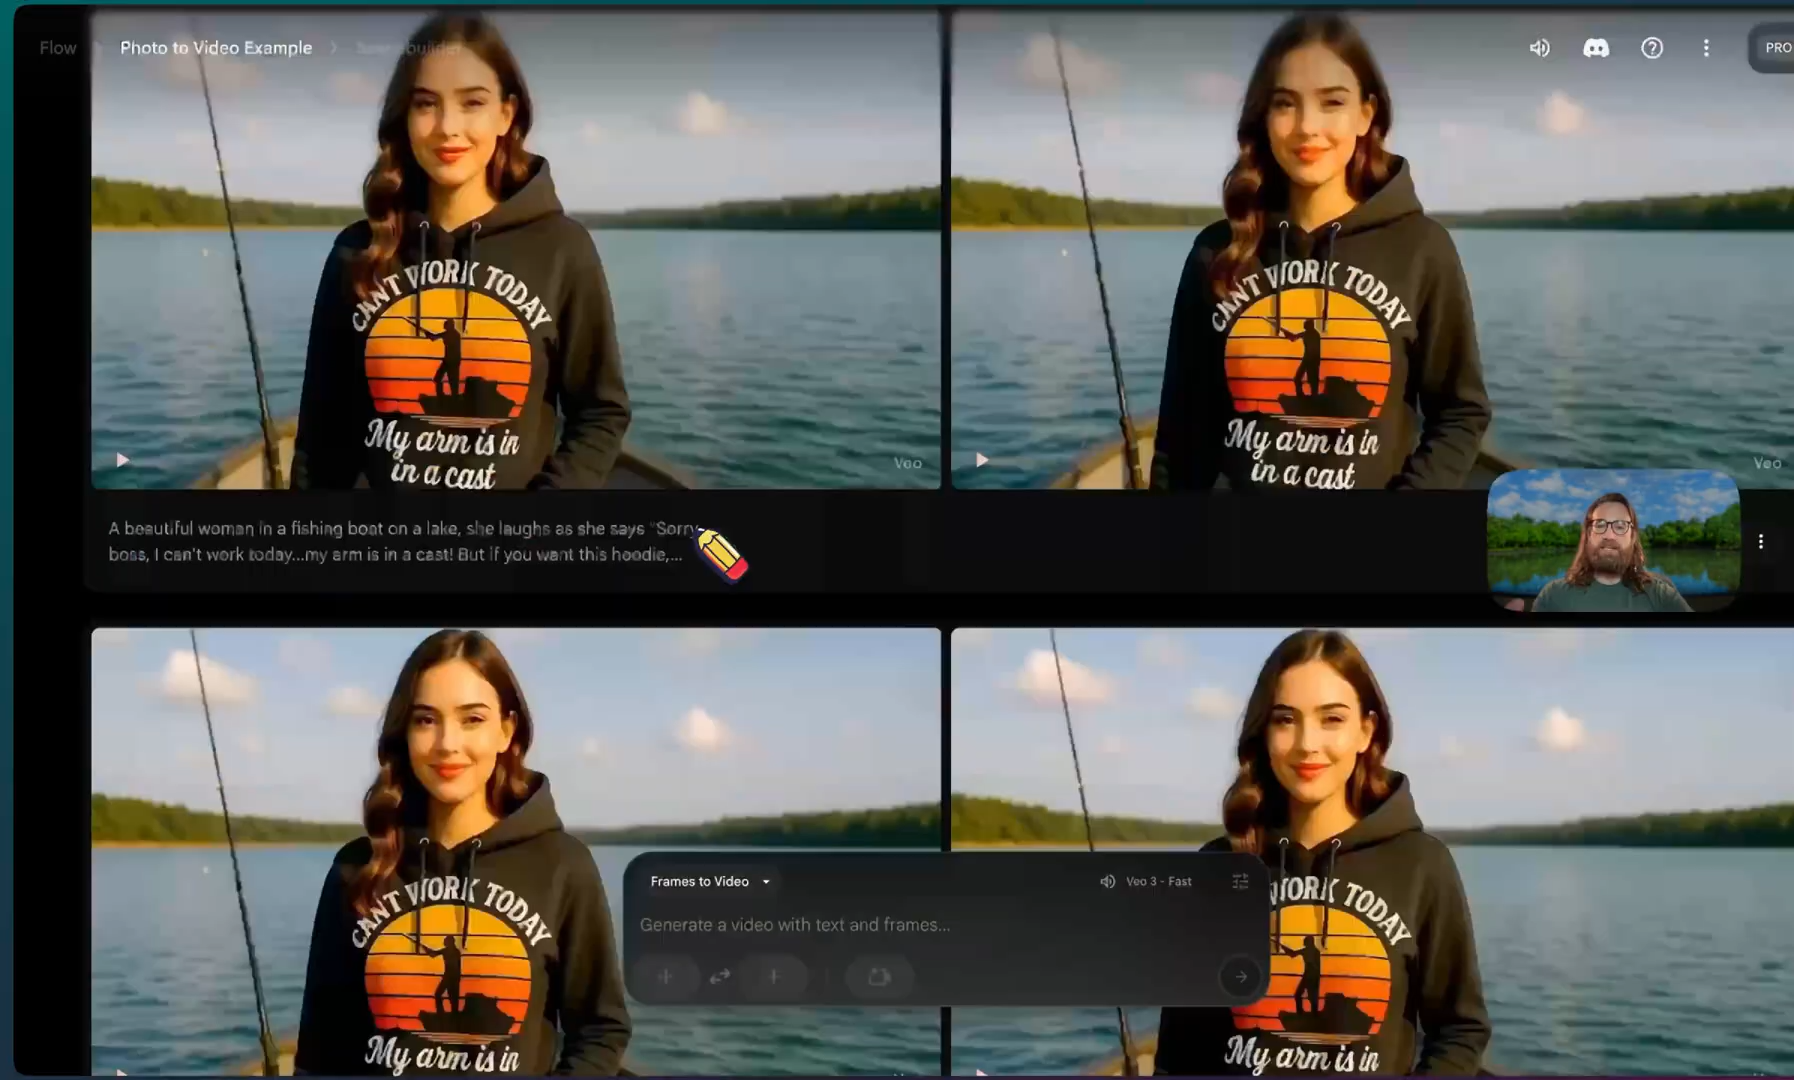 Flow
Photo to Video Example
PRO
CANT WORK TODAY
My arm is in
in a cast
Veo
CANT WORK TODAY
My arm is in
in a cast
Veo
A beautiful woman in a fishing boat on a lake, she laughs as she says "Sorry
boss, I can't work today...my arm is in a cast! But if you want this hoodie,...
CANT WORK TODAY
My arm is in
WORK TODAY
My arm is in
Frames to Video
Veo 3 - Fast
Generate a video with text and frames...